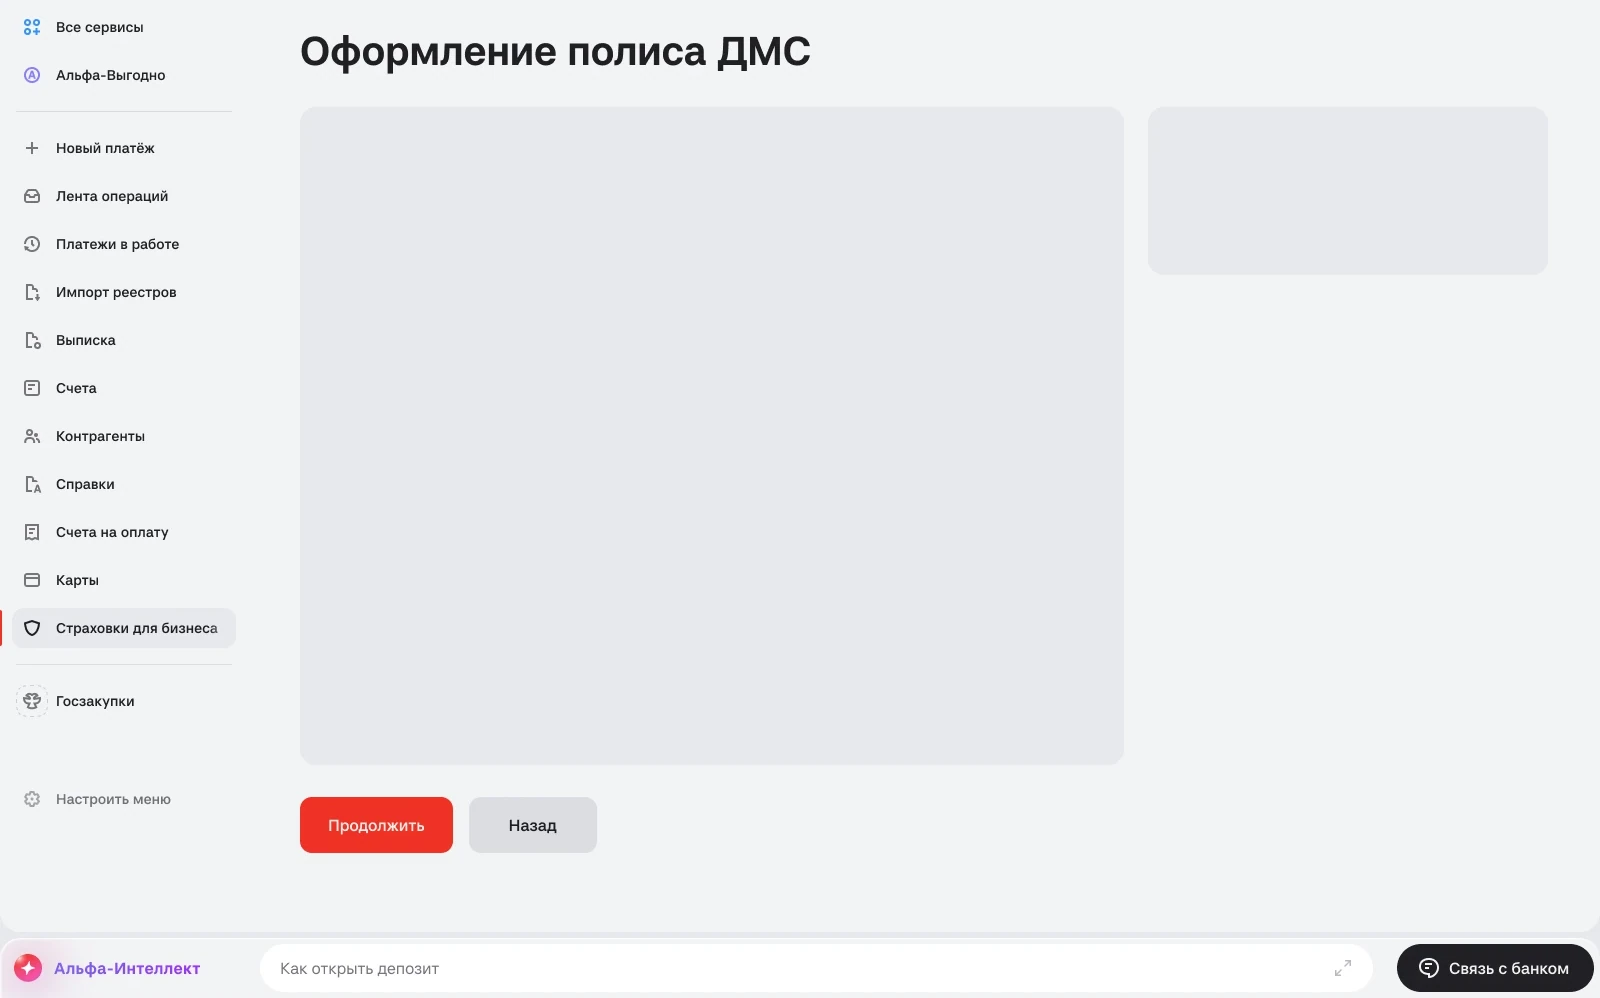 Все сервисы
Альфа-Выгодно
Новый платёж
Лента операций
Платежи в работе
Импорт реестров
Выписка
Счета
Контрагенты
Справки
Счета на оплату
Карты
Страховки для бизнеса
Госзакупки
Настроить меню
Оформление полиса ДМС
Продолжить
Назад
Альфа-Интеллект
Как открыть депозит
Связь с банком